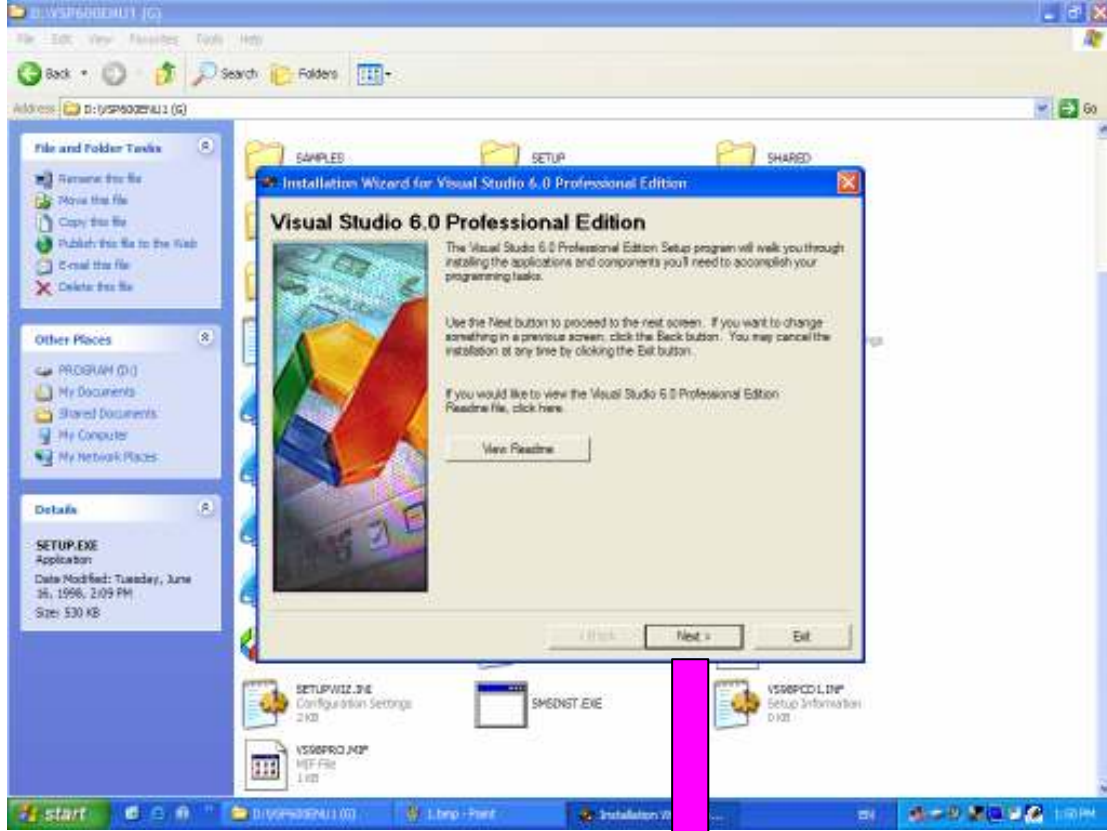 D:\VSP600ENU1 (G)
File Edit View Favorites Tools Help
Back Search Folders
Address D:\VSP600ENU1 (G) Go
File and Folder Tasks
Rename this file
Move this file
Copy this file
Publish this file to the Web
E-mail this file
Delete this file
Other Places
PROGRAM (D:)
My Documents
Shared Documents
My Computer
My Network Places
Details
SETUP.EXE
Application
Date Modified: Tuesday, June
16, 1998, 2:09 PM
Size: 530 KB
SAMPLES SETUP SHARED
Installation Wizard for Visual Studio 6.0 Professional Edition
Visual Studio 6.0 Professional Edition
The Visual Studio 6.0 Professional Edition Setup program will walk you through
installing the applications and components you'll need to accomplish your
programming tasks.
Use the Next button to proceed to the next screen. If you want to change
something in a previous screen, click the Back button. You may cancel the
installation at any time by clicking the Exit button.
If you would like to view the Visual Studio 6.0 Professional Edition
Readme file, click here.
View Readme
< Back Next > Exit
SETUPWIZ.INI
Configuration Settings
2 KB
SMSINST.EXE
VS98PCD1.INF
Setup Information
0 KB
VS98PRO.MIF
MIF File
1 KB
start D:\VSP600ENU1 (G) 1.bmp - Paint Installation W ... EN 1:50 PM